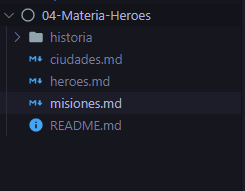 04-Materia-Heroes
historia
ciudades.md
heroes.md
misiones.md
README.md